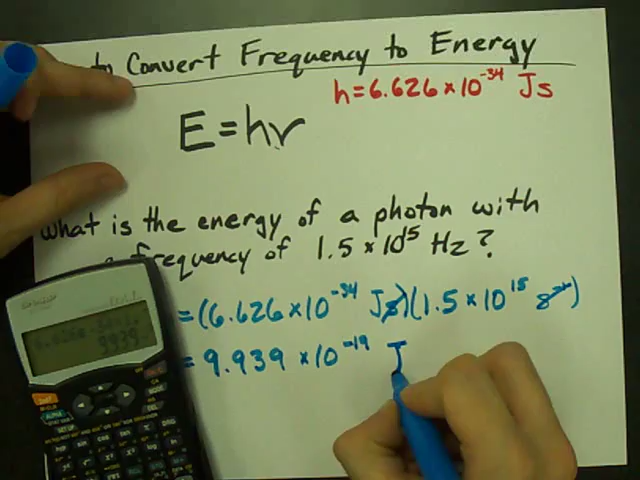 to Convert Frequency to Energy
h=6.626×10⁻³⁴ Js
E=hν
What is the energy of a photon with
a frequency of 1.5×10¹⁵ Hz?
=(6.626×10⁻³⁴ Js)(1.5×10¹⁵ s⁻¹)
=9.939×10⁻¹⁹ J